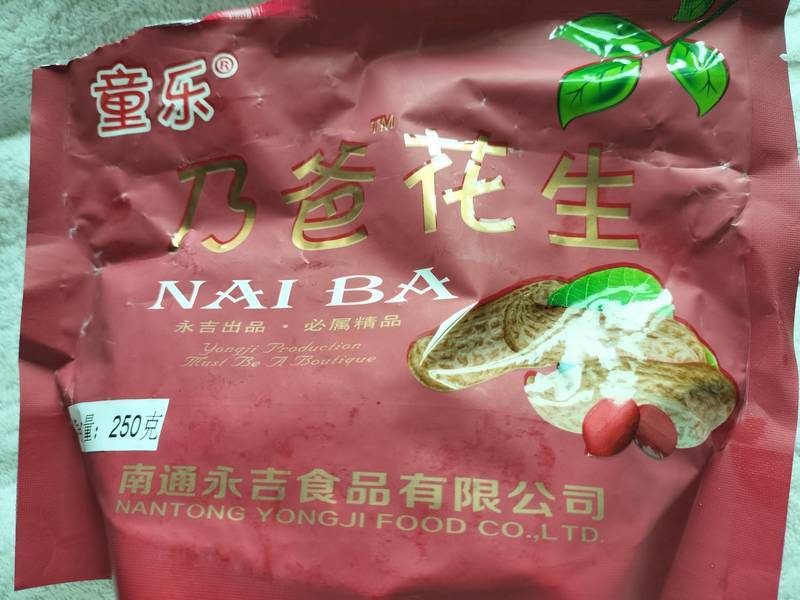 童乐®
乃爸™花生
NAI BA
永吉出品·必属精品
Yongji Production
Must Be A Boutique
量：250克
南通永吉食品有限公司
NANTONG YONGJI FOOD CO.,LTD.